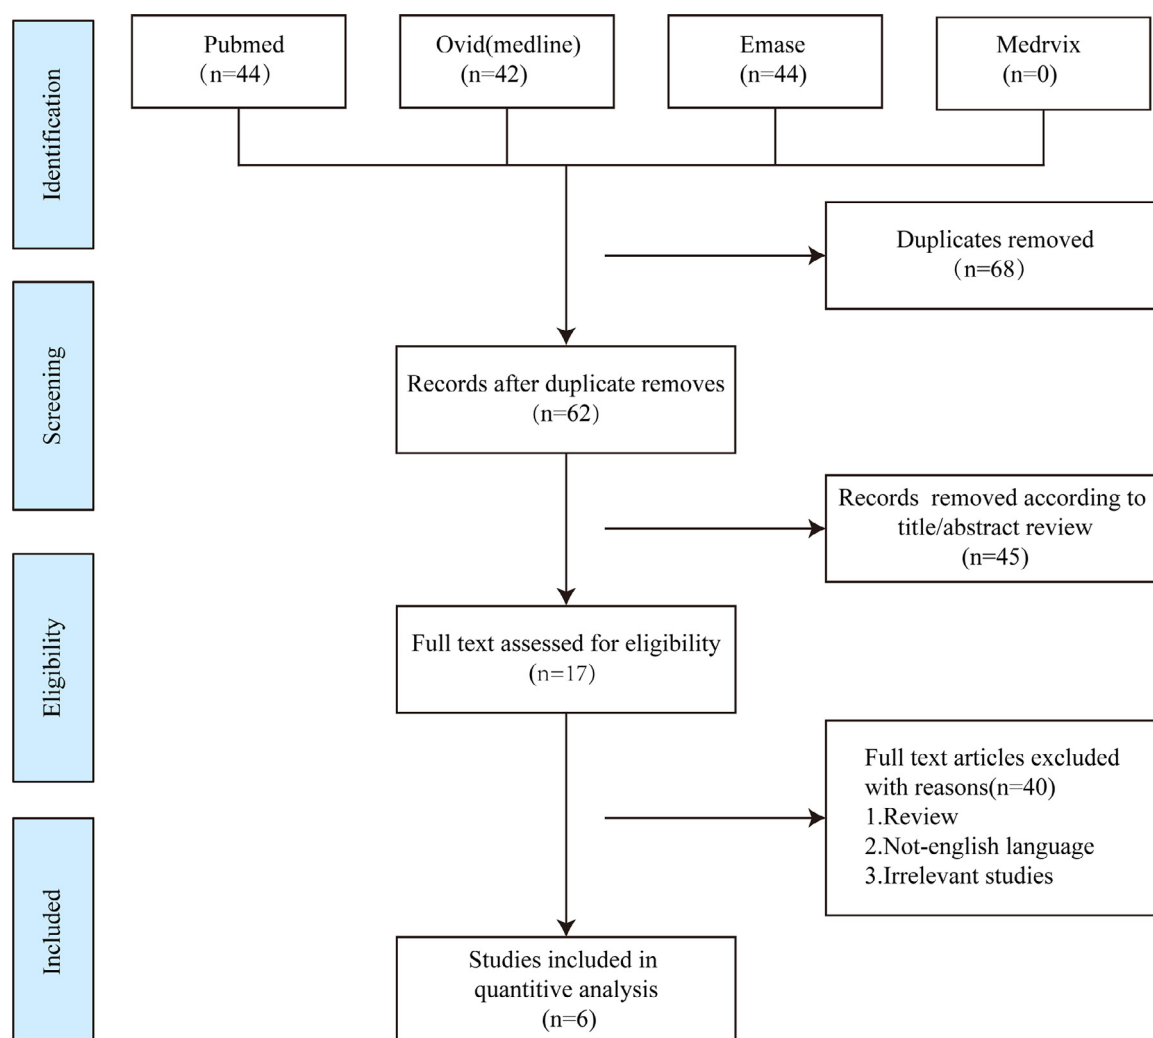 Identification
Pubmed
（n=44）
Ovid(medline)
(n=42)
Emase
(n=44)
Medrvix
(n=0)
Duplicates removed
（n=68）
Screening
Records after duplicate removes
(n=62)
Records  removed according to
title/abstract review
(n=45)
Eligibility
Full text assessed for eligibility
(n=17)
Full text articles excluded
with reasons(n=40)
1.Review
2.Not-english language
3.Irrelevant studies
Included
Studies included in
quantitive analysis
(n=6)